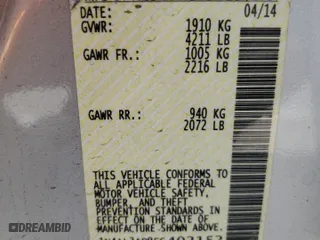 DATE: 04/14
GVWR: 1910 KG
4211 LB
GAWR FR.: 1005 KG
2216 LB
GAWR RR.: 940 KG
2072 LB
THIS VEHICLE CONFORMS TO
ALL APPLICABLE FEDERAL
MOTOR VEHICLE SAFETY,
BUMPER, AND THEFT
PREVENTION STANDARDS IN
EFFECT ON THE DATE OF
MANUFACTURE SHOWN ABOVE.
DREAMBID